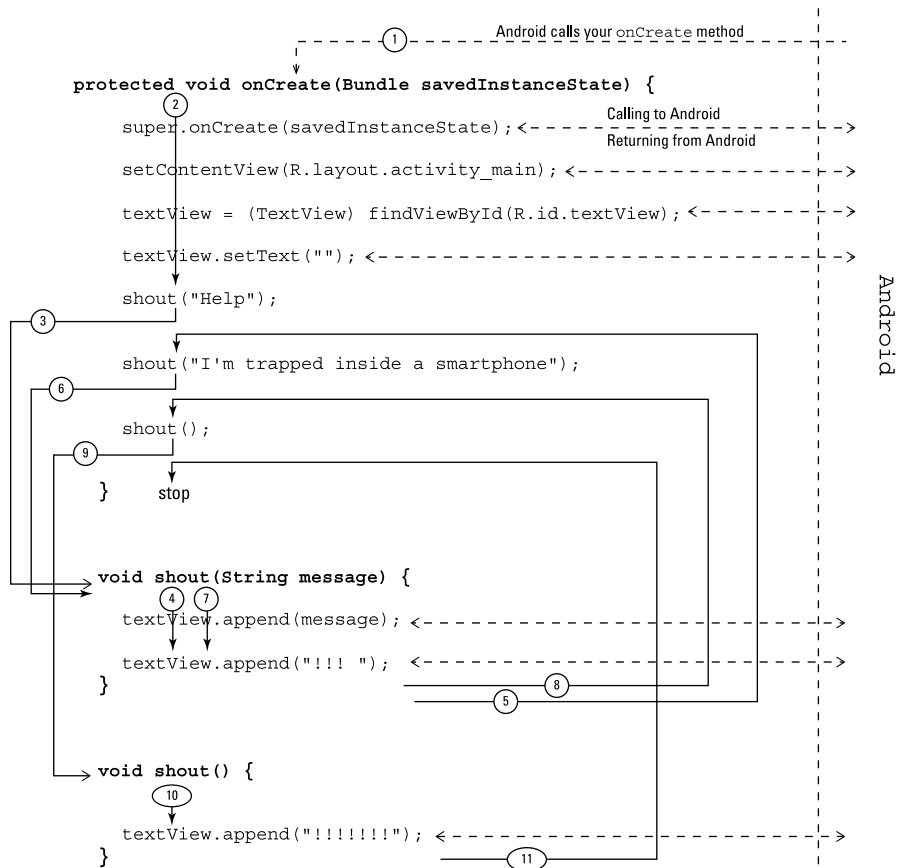 1 Android calls your onCreate method
protected void onCreate(Bundle savedInstanceState) {
2
Calling to Android
super.onCreate(savedInstanceState);
Returning from Android
setContentView(R.layout.activity_main);
textView = (TextView) findViewById(R.id.textView);
textView.setText("");
Android
shout("Help");
3
shout("I'm trapped inside a smartphone");
6
shout();
9
} stop
void shout(String message) {
4 7
textView.append(message);
textView.append("!!! ");
}
8
5
void shout() {
10
textView.append("!!!!!!!");
}
11